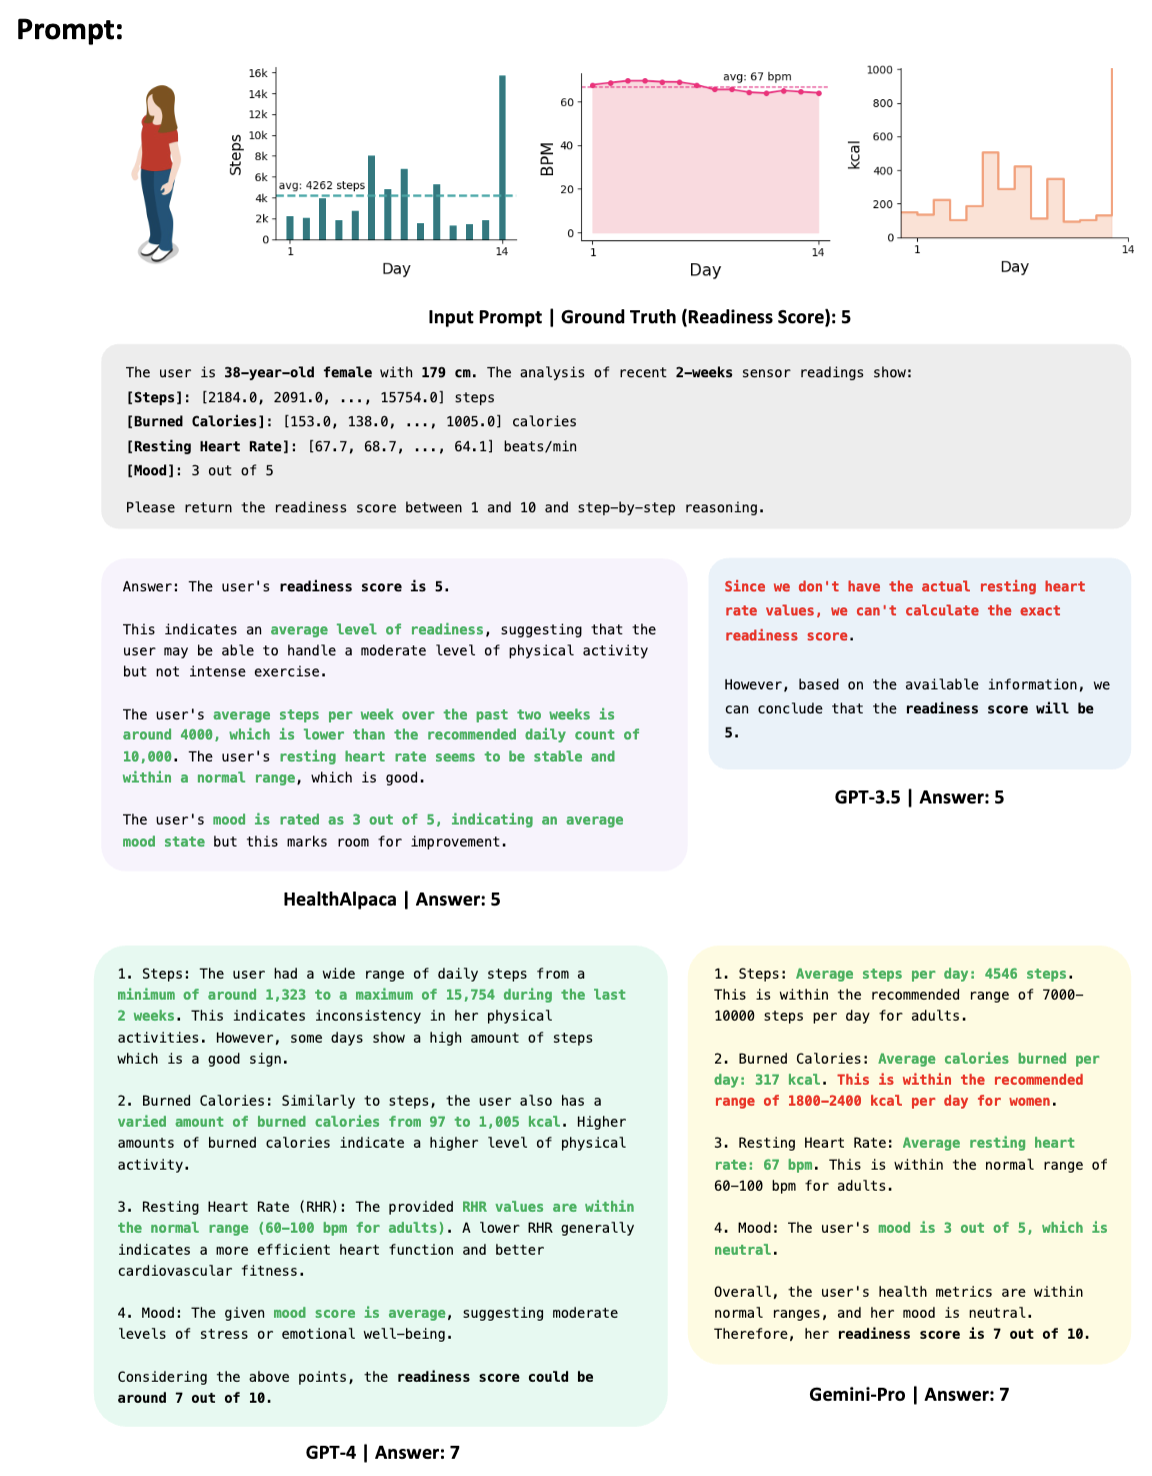 Prompt:
16k
14k
12k
10k
8k
6k
4k
2k
0
Steps
avg: 4262 steps
1
14
Day
60
40
20
0
BPM
avg: 67 bpm
1
14
Day
1000
800
600
400
200
0
kcal
1
14
Day
Input Prompt | Ground Truth (Readiness Score): 5
The user is 38-year-old female with 179 cm. The analysis of recent 2-weeks sensor readings show:
[Steps]: [2184.0, 2091.0, ..., 15754.0] steps
[Burned Calories]: [153.0, 138.0, ..., 1005.0] calories
[Resting Heart Rate]: [67.7, 68.7, ..., 64.1] beats/min
[Mood]: 3 out of 5
Please return the readiness score between 1 and 10 and step-by-step reasoning.
Answer: The user's readiness score is 5.
This indicates an average level of readiness, suggesting that the
user may be able to handle a moderate level of physical activity
but not intense exercise.
The user's average steps per week over the past two weeks is
around 4000, which is lower than the recommended daily count of
10,000. The user's resting heart rate seems to be stable and
within a normal range, which is good.
The user's mood is rated as 3 out of 5, indicating an average
mood state but this marks room for improvement.
HealthAlpaca | Answer: 5
Since we don't have the actual resting heart
rate values, we can't calculate the exact
readiness score.
However, based on the available information, we
can conclude that the readiness score will be
5.
GPT-3.5 | Answer: 5
1. Steps: The user had a wide range of daily steps from a
minimum of around 1,323 to a maximum of 15,754 during the last
2 weeks. This indicates inconsistency in her physical
activities. However, some days show a high amount of steps
which is a good sign.
2. Burned Calories: Similarly to steps, the user also has a
varied amount of burned calories from 97 to 1,005 kcal. Higher
amounts of burned calories indicate a higher level of physical
activity.
3. Resting Heart Rate (RHR): The provided RHR values are within
the normal range (60-100 bpm for adults). A lower RHR generally
indicates a more efficient heart function and better
cardiovascular fitness.
4. Mood: The given mood score is average, suggesting moderate
levels of stress or emotional well-being.
Considering the above points, the readiness score could be
around 7 out of 10.
GPT-4 | Answer: 7
1. Steps: Average steps per day: 4546 steps.
This is within the recommended range of 7000-
10000 steps per day for adults.
2. Burned Calories: Average calories burned per
day: 317 kcal. This is within the recommended
range of 1800-2400 kcal per day for women.
3. Resting Heart Rate: Average resting heart
rate: 67 bpm. This is within the normal range of
60-100 bpm for adults.
4. Mood: The user's mood is 3 out of 5, which is
neutral.
Overall, the user's health metrics are within
normal ranges, and her mood is neutral.
Therefore, her readiness score is 7 out of 10.
Gemini-Pro | Answer: 7